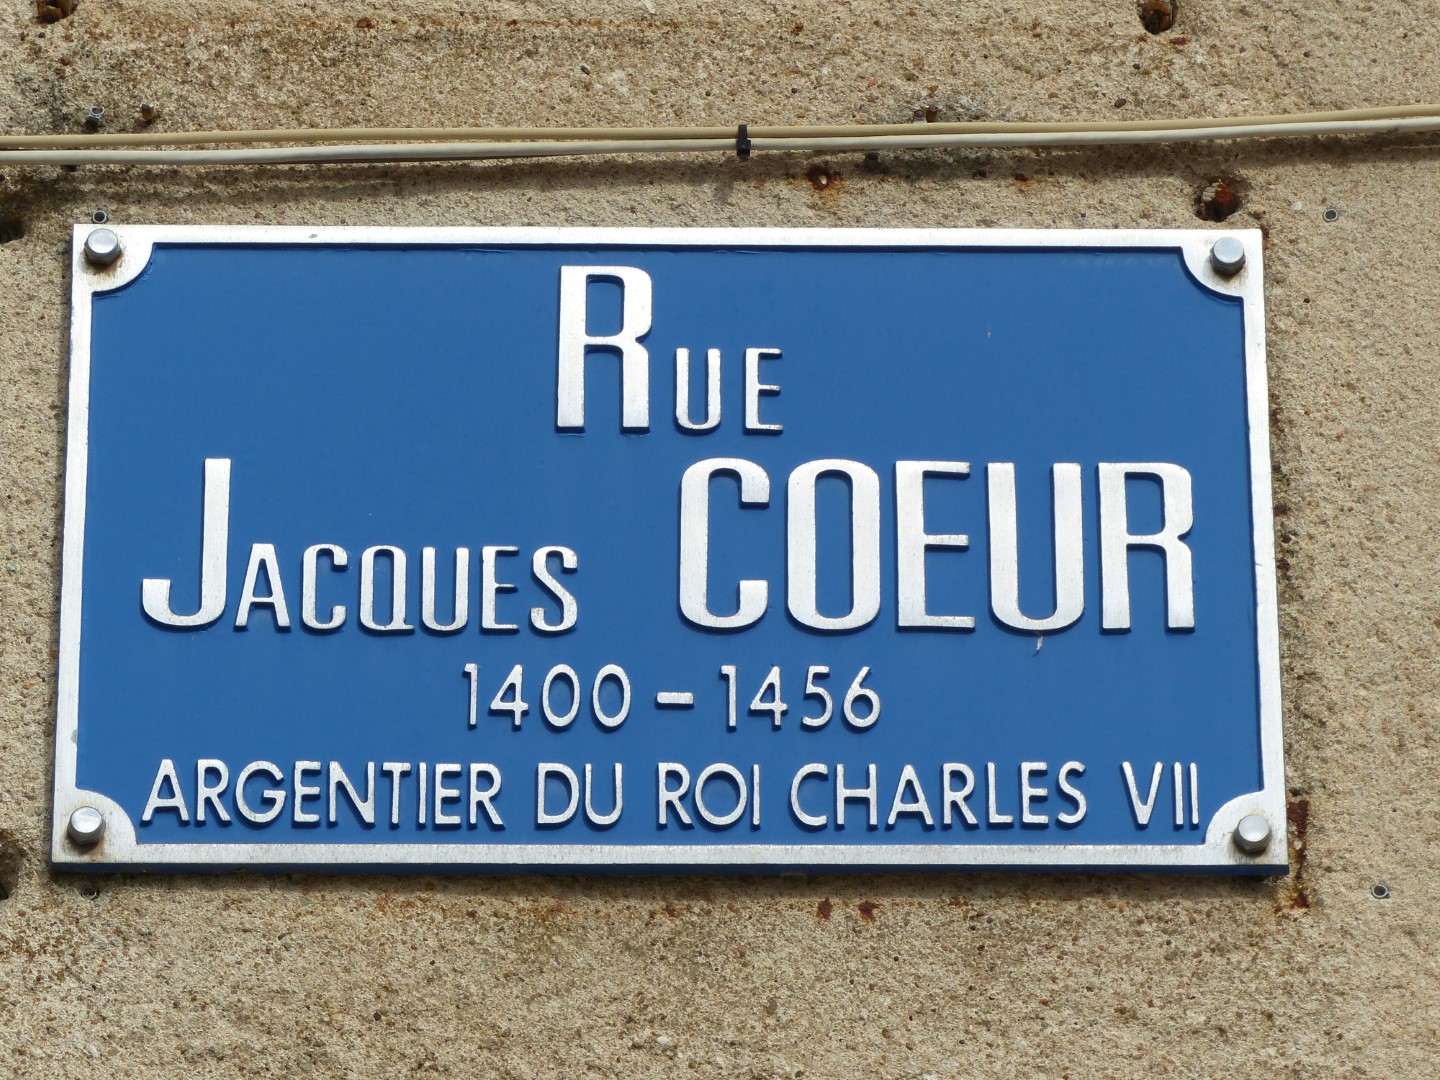 RUE
JACQUES COEUR
1400 - 1456
ARGENTIER DU ROI CHARLES VII